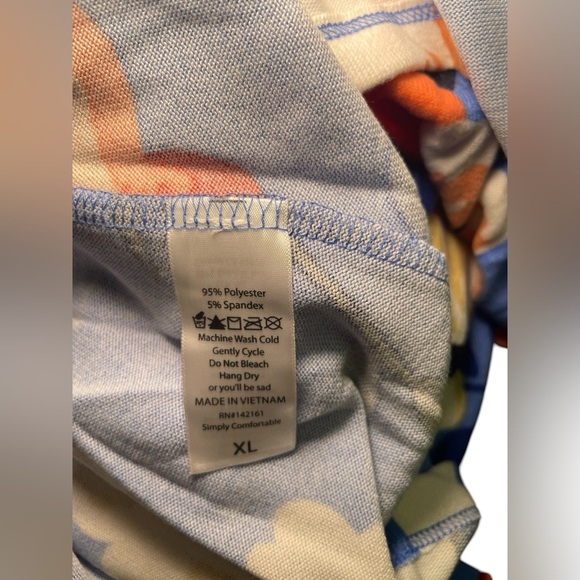 95% Polyester
5% Spandex
Machine Wash Cold
Gently Cycle
Do Not Bleach
Hang Dry
or you'll be sad
MADE IN VIETNAM
RN#142161
Simply Comfortable
XL